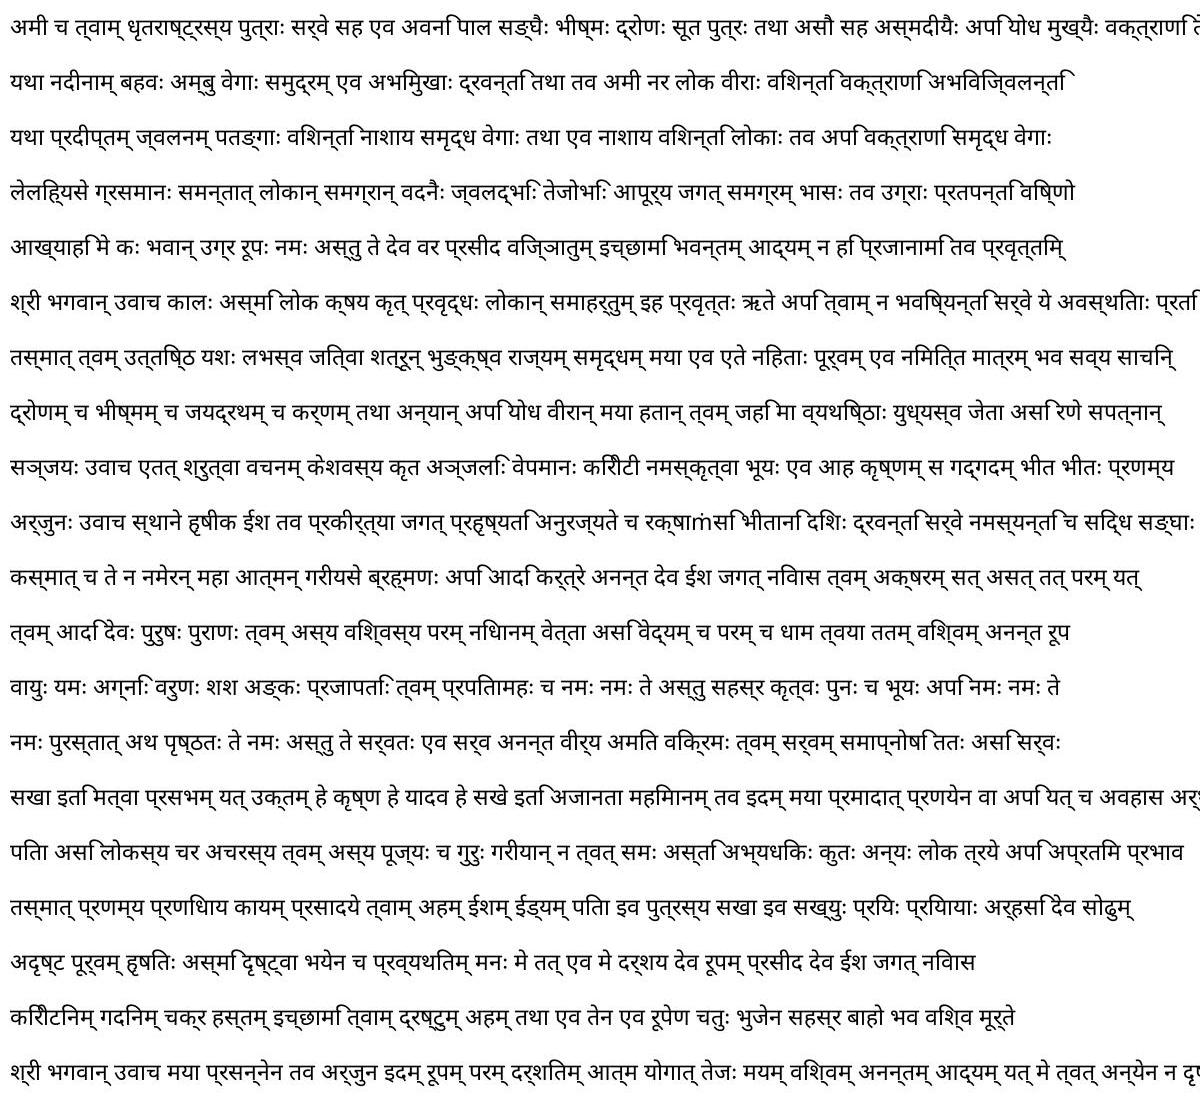 अमी च त्वाम् धृतराष्ट्रस्य पुत्राः सर्वे सह एव अवनि पाल सङ्घैः भीष्मः द्रोणः सूत पुत्रः तथा असौ सह अस्मदीयैः अपि योध मुख्यैः वक्त्राणि
यथा नदीनाम् बहवः अम्बु वेगाः समुद्रम् एव अभिमुखाः द्रवन्ति तथा तव अमी नर लोक वीराः विशन्ति वक्त्राणि अभिविज्वलन्ति
यथा प्रदीप्तम् ज्वलनम् पतङ्गाः विशन्ति नाशाय समृद्ध वेगाः तथा एव नाशाय विशन्ति लोकाः तव अपि वक्त्राणि समृद्ध वेगाः
लेलिह्यसे ग्रसमानः समन्तात् लोकान् समग्रान् वदनैः ज्वलद्भिः तेजोभिः आपूर्य जगत् समग्रम् भासः तव उग्राः प्रतपन्ति विष्णो
आख्याहि मे कः भवान् उग्र रूपः नमः अस्तु ते देव वर प्रसीद विज्ञातुम् इच्छामि भवन्तम् आद्यम् न हि प्रजानामि तव प्रवृत्तिम्
श्री भगवान् उवाच कालः अस्मि लोक क्षय कृत् प्रवृद्धः लोकान् समाहर्तुम् इह प्रवृत्तः ऋते अपि त्वाम् न भविष्यन्ति सर्वे ये अवस्थिताः प्रति
तस्मात् त्वम् उत्तिष्ठ यशः लभस्व जित्वा शत्रून् भुङ्क्ष्व राज्यम् समृद्धम् मया एव एते निहताः पूर्वम् एव निमित्त मात्रम् भव सव्य साचिन्
द्रोणम् च भीष्मम् च जयद्रथम् च कर्णम् तथा अन्यान् अपि योध वीरान् मया हतान् त्वम् जहि मा व्यथिष्ठाः युध्यस्व जेता असि रणे सपत्नान्
सञ्जयः उवाच एतत् श्रुत्वा वचनम् केशवस्य कृत अञ्जलिः वेपमानः किरीटी नमस्कृत्वा भूयः एव आह कृष्णम् स गद्गदम् भीत भीतः प्रणम्य
अर्जुनः उवाच स्थाने हृषीक ईश तव प्रकीर्त्या जगत् प्रहृष्यति अनुरज्यते च रक्षाṁसि भीतानि दिशः द्रवन्ति सर्वे नमस्यन्ति च सिद्ध सङ्घाः
कस्मात् च ते न नमेरन् महा आत्मन् गरीयसे ब्रह्मणः अपि आदि कर्त्रे अनन्त देव ईश जगत् निवास त्वम् अक्षरम् सत् असत् तत् परम् यत्
त्वम् आदि देवः पुरुषः पुराणः त्वम् अस्य विश्वस्य परम् निधानम् वेत्ता असि वेद्यम् च परम् च धाम त्वया ततम् विश्वम् अनन्त रूप
वायुः यमः अग्निः वरुणः शश अङ्कः प्रजापतिः त्वम् प्रपितामहः च नमः नमः ते अस्तु सहस्र कृत्वः पुनः च भूयः अपि नमः नमः ते
नमः पुरस्तात् अथ पृष्ठतः ते नमः अस्तु ते सर्वतः एव सर्व अनन्त वीर्य अमित विक्रमः त्वम् सर्वम् समाप्नोषि ततः असि सर्वः
सखा इति मत्वा प्रसभम् यत् उक्तम् हे कृष्ण हे यादव हे सखे इति अजानता महिमानम् तव इदम् मया प्रमादात् प्रणयेन वा अपि यत् च अवहास
पिता असि लोकस्य चर अचरस्य त्वम् अस्य पूज्यः च गुरुः गरीयान् न त्वत् समः अस्ति अभ्यधिकः कुतः अन्यः लोक त्रये अपि अप्रतिम प्रभाव
तस्मात् प्रणम्य प्रणिधाय कायम् प्रसादये त्वाम् अहम् ईशम् ईड्यम् पिता इव पुत्रस्य सखा इव सख्युः प्रियः प्रियायाः अर्हसि देव सोढुम्
अदृष्ट पूर्वम् हृषितः अस्मि दृष्ट्वा भयेन च प्रव्यथितम् मनः मे तत् एव मे दर्शय देव रूपम् प्रसीद देव ईश जगत् निवास
किरीटिनम् गदिनम् चक्र हस्तम् इच्छामि त्वाम् द्रष्टुम् अहम् तथा एव तेन एव रूपेण चतुः भुजेन सहस्र बाहो भव विश्व मूर्ते
श्री भगवान् उवाच मया प्रसन्नेन तव अर्जुन इदम् रूपम् परम् दर्शितम् आत्म योगात् तेजः मयम् विश्वम् अनन्तम् आद्यम् यत् मे त्वत् अन्येन न